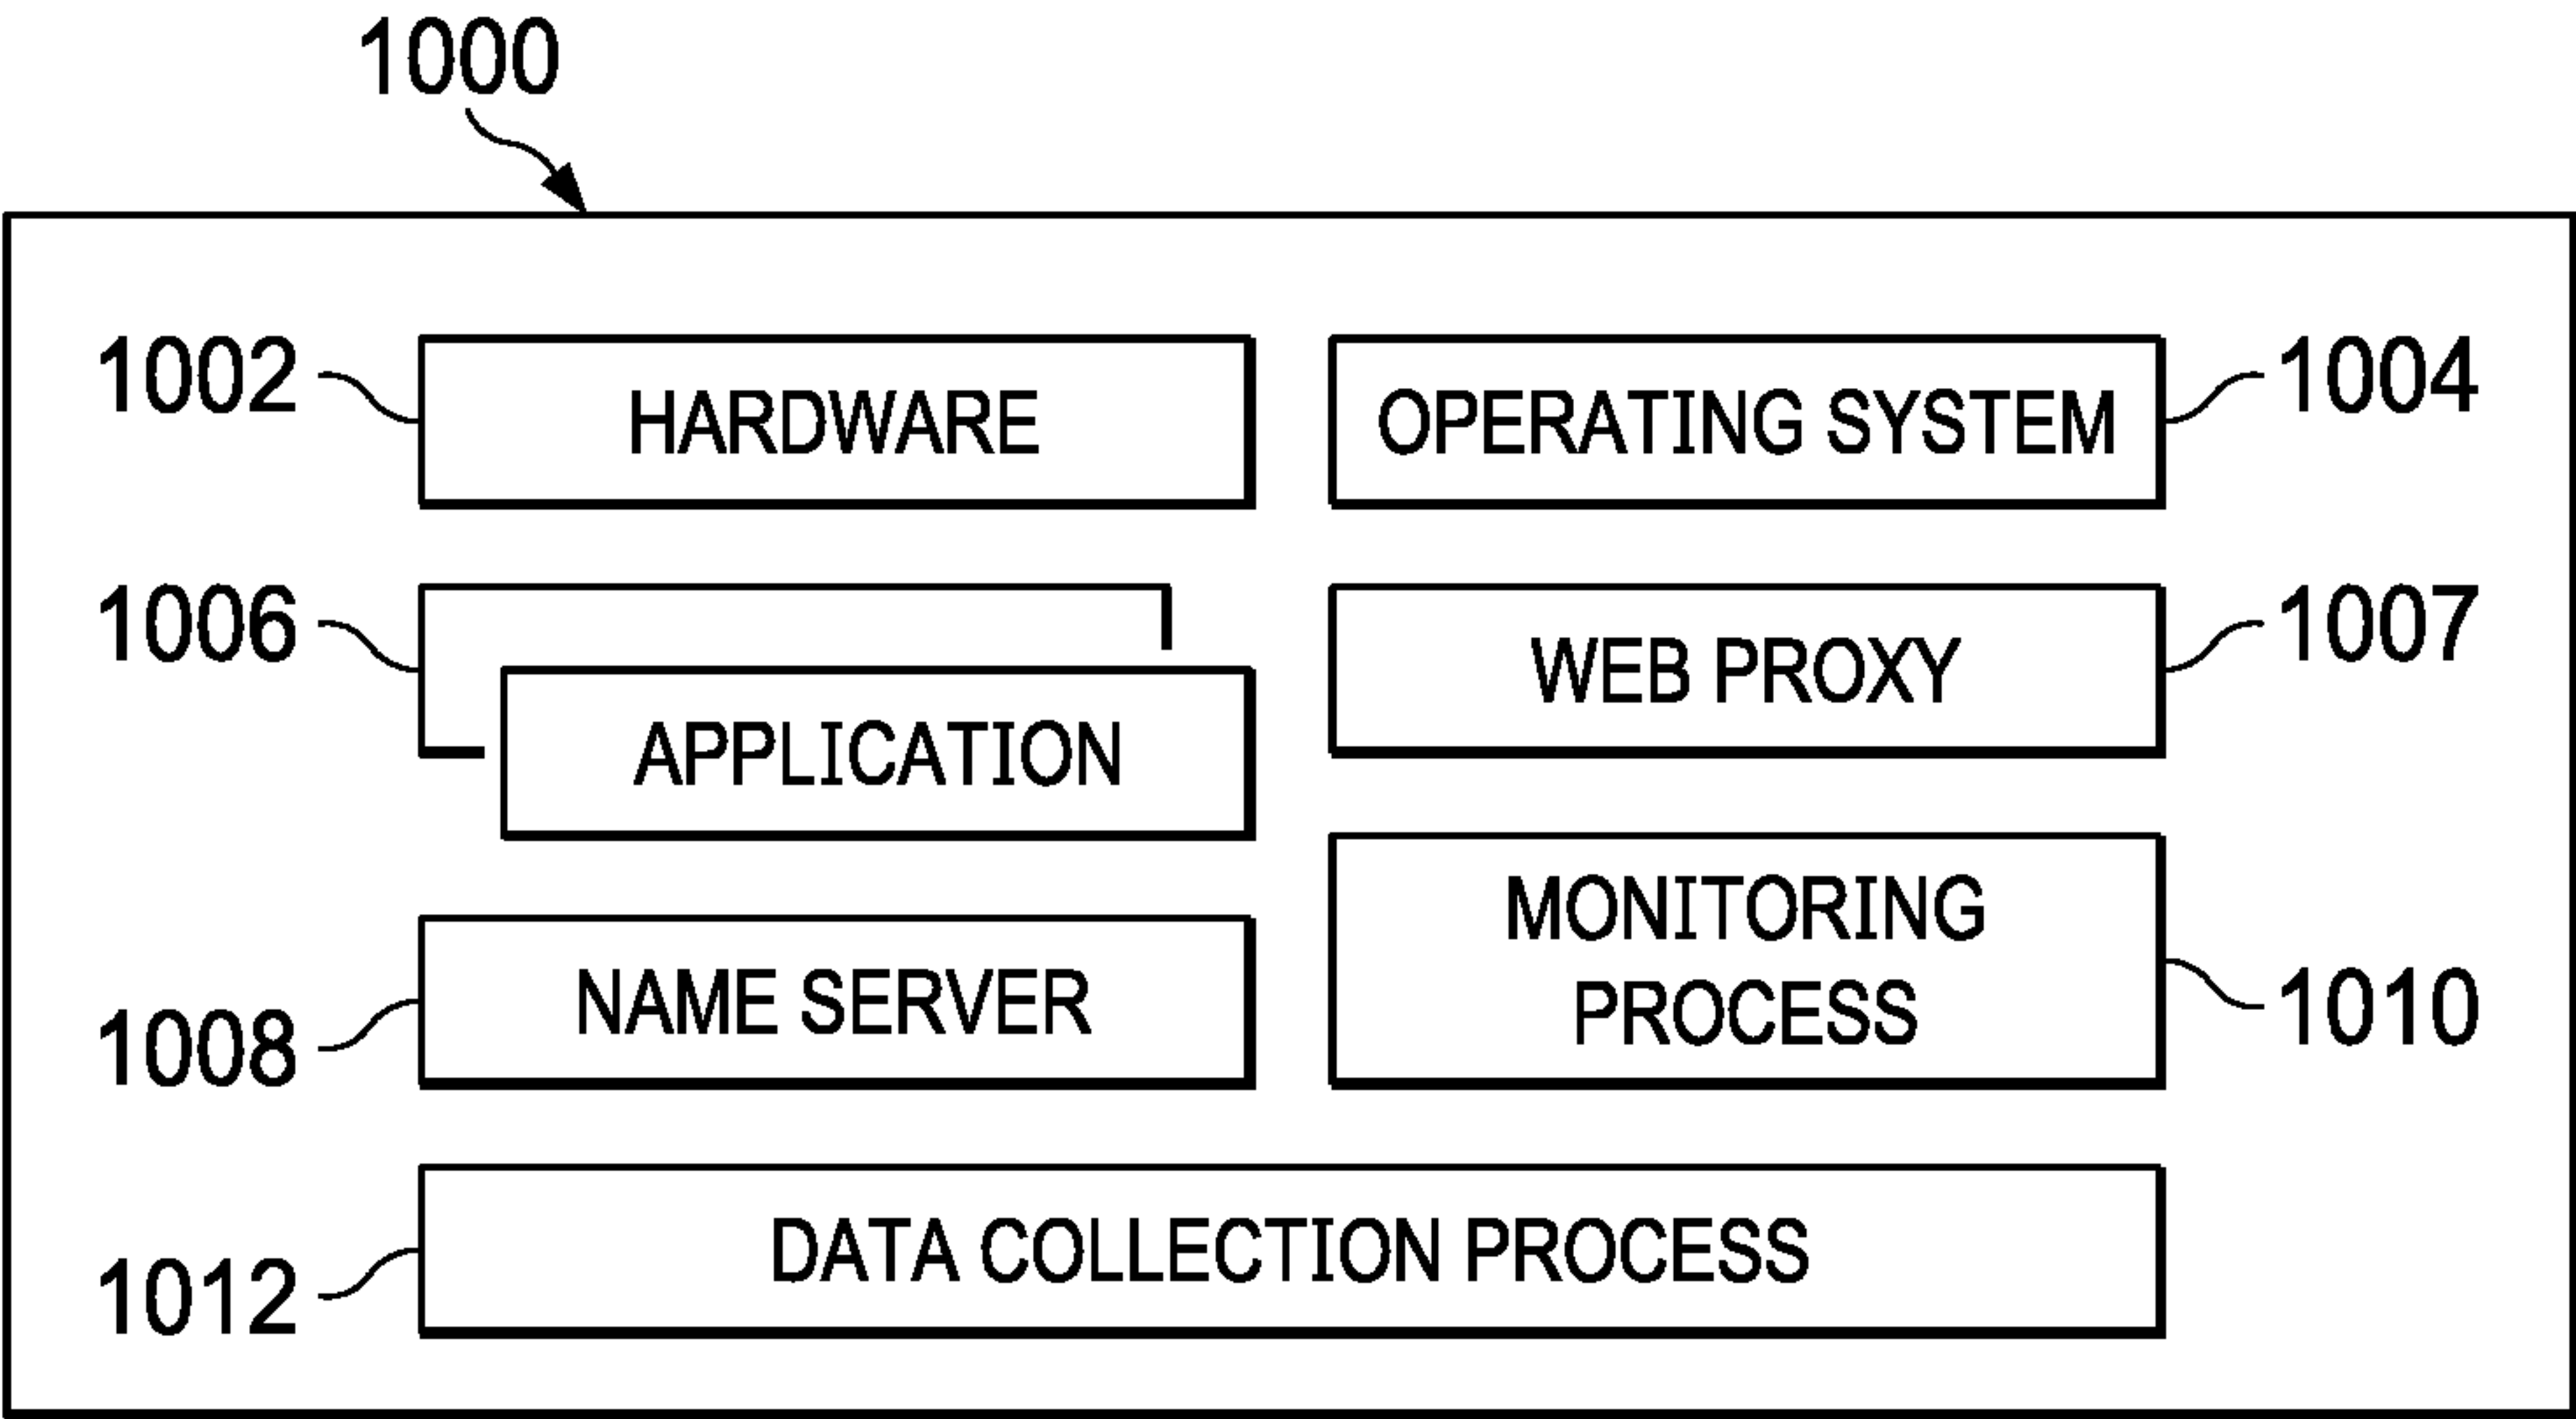 1000
1002 HARDWARE OPERATING SYSTEM 1004
1006 APPLICATION WEB PROXY 1007
1008 NAME SERVER MONITORING
PROCESS 1010
1012 DATA COLLECTION PROCESS